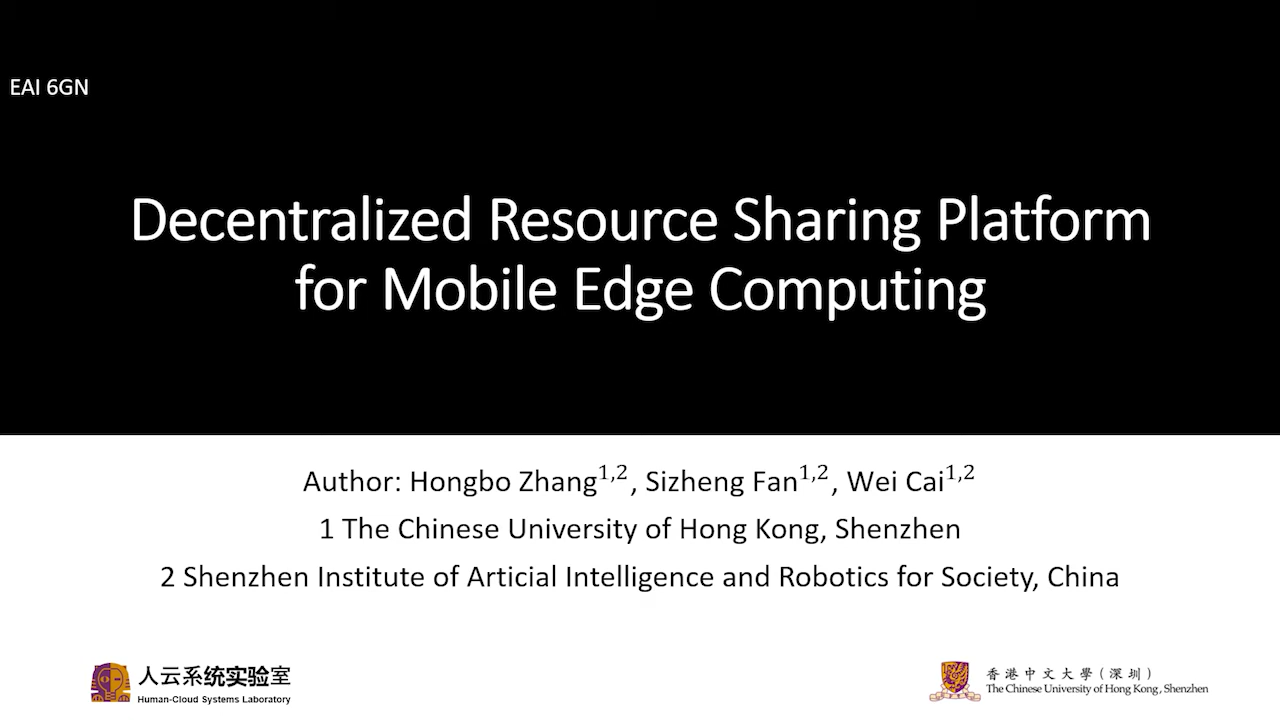 EAI 6GN
Decentralized Resource Sharing Platform
for Mobile Edge Computing
Author: Hongbo Zhang1,2, Sizheng Fan1,2, Wei Cai1,2
1 The Chinese University of Hong Kong, Shenzhen
2 Shenzhen Institute of Articial Intelligence and Robotics for Society, China
人云系统实验室
Human-Cloud Systems Laboratory
香港中文大學（深圳）
The Chinese University of Hong Kong, Shenzhen